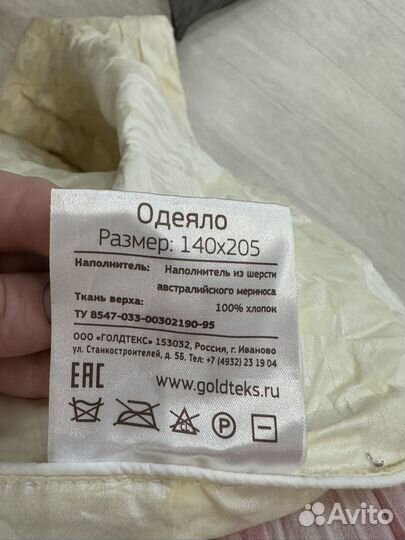 Одеяло
Размер: 140х205
Наполнитель: Наполнитель из шерсти
австралийского мериноса
Ткань верха: 100% хлопок
ТУ 8547-033-00302190-95
ООО «ГОЛДТЕКС» 153032, Россия, г. Иваново
ул. Станкостроителей, д. 5Б. Тел: +7 (4932) 23 19 04
ЕАС www.goldteks.ru
CL P
Avito